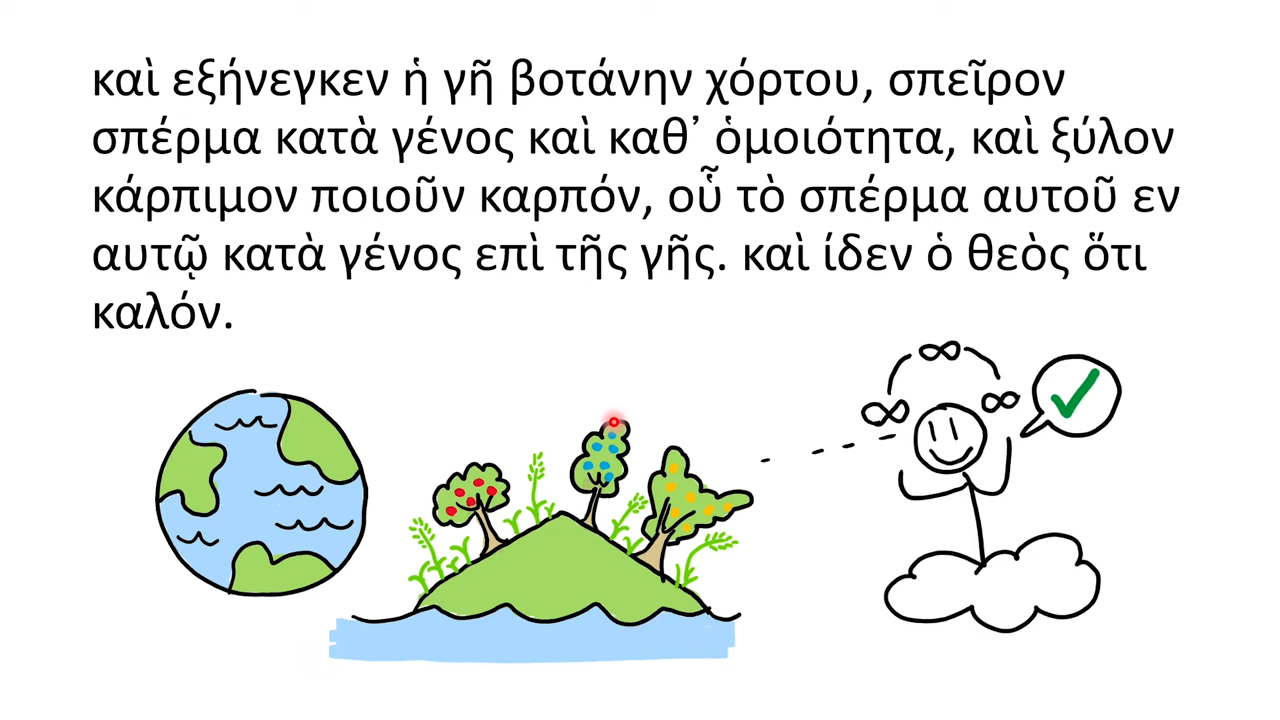 καὶ εξήνεγκεν ἡ γῆ βοτάνην χόρτου, σπεῖρον
σπέρμα κατὰ γένος καὶ καθ᾽ ὁμοιότητα, καὶ ξύλον
κάρπιμον ποιοῦν καρπόν, οὗ τὸ σπέρμα αυτοῦ εν
αυτῷ κατὰ γένος επὶ τῆς γῆς. καὶ ίδεν ὁ θεὸς ὅτι
καλόν.